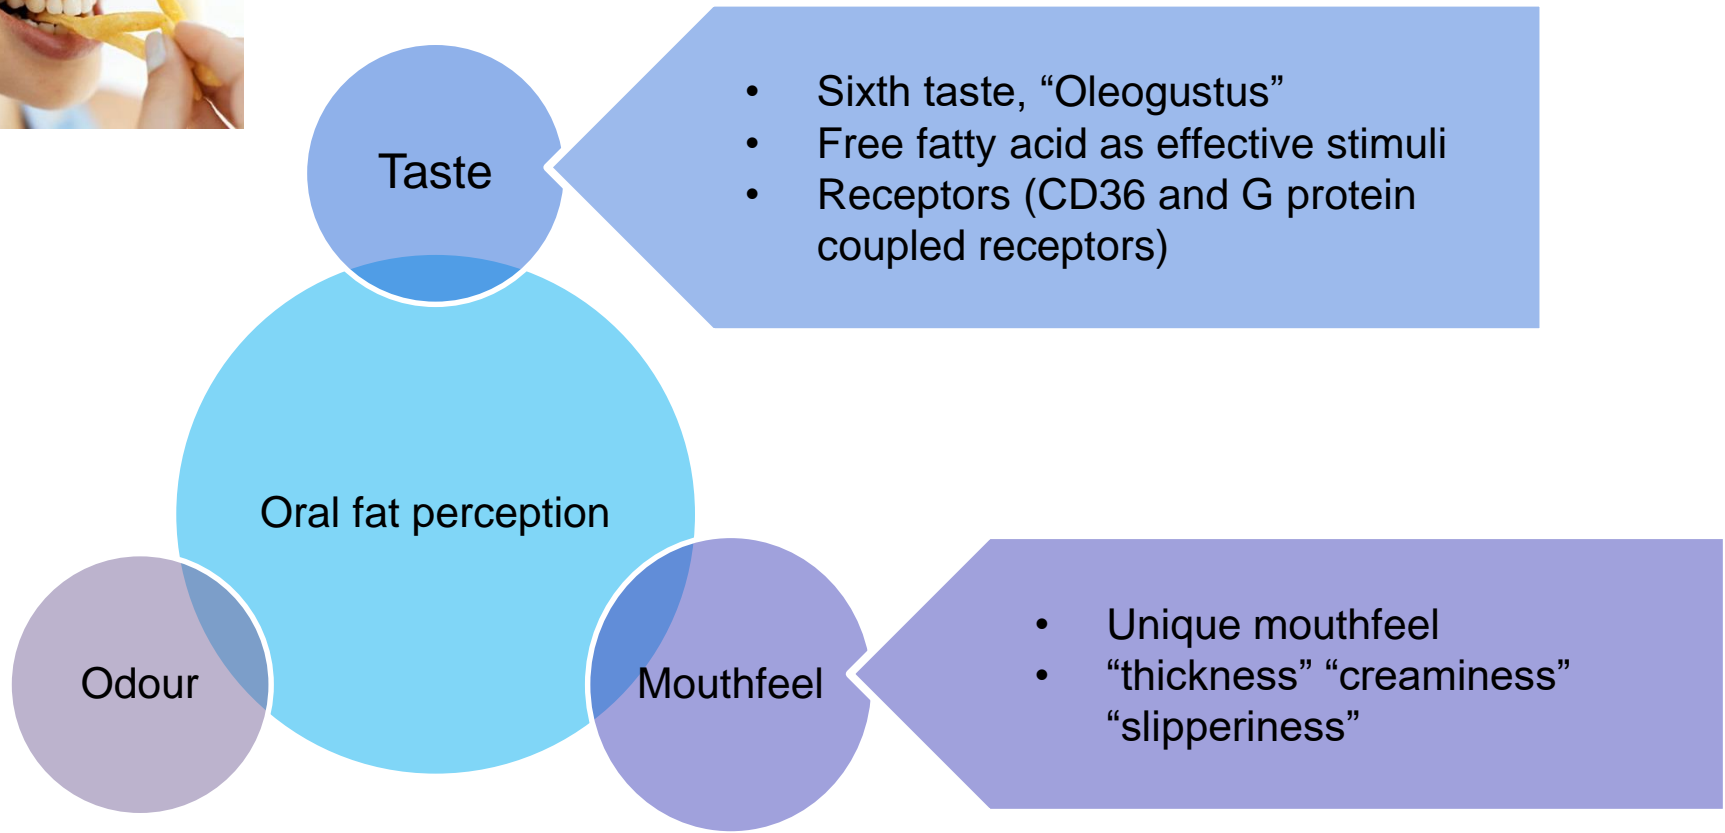 Taste
• Sixth taste, “Oleogustus”
• Free fatty acid as effective stimuli
• Receptors (CD36 and G protein
coupled receptors)
Oral fat perception
Odour
Mouthfeel
• Unique mouthfeel
• “thickness” “creaminess”
“slipperiness”